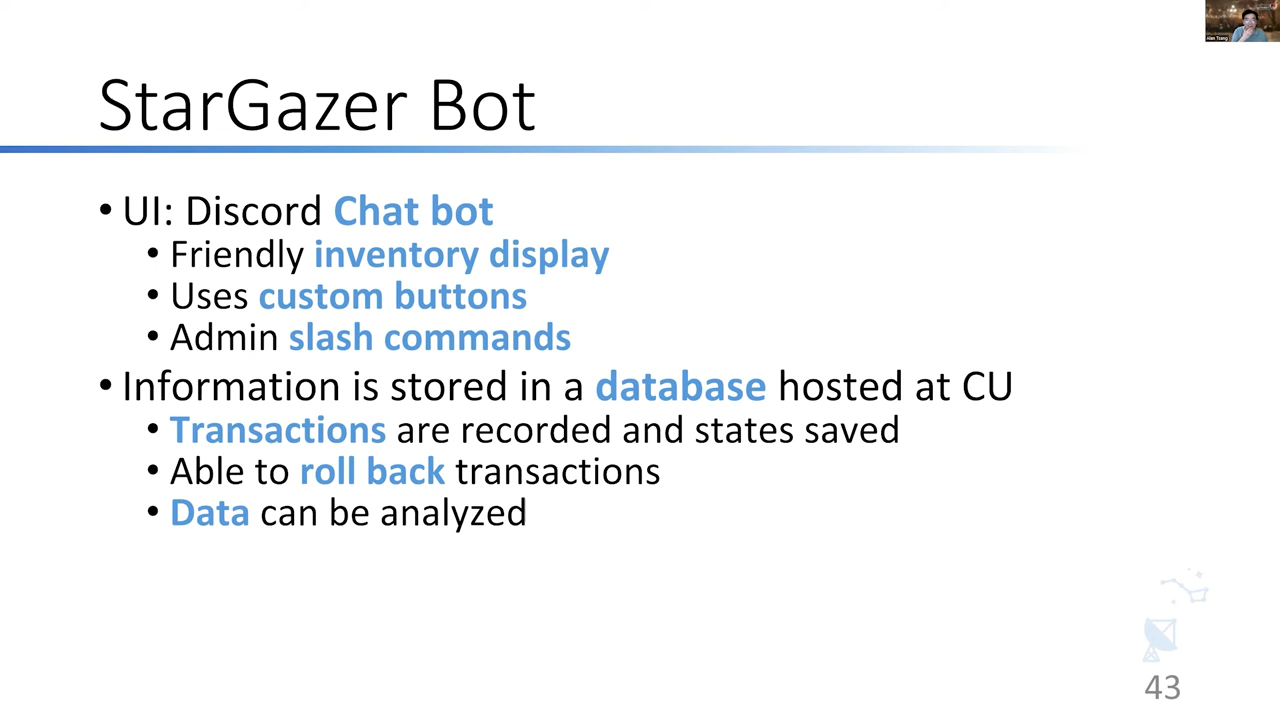 Alan Tsang
StarGazer Bot
• UI: Discord Chat bot
• Friendly inventory display
• Uses custom buttons
• Admin slash commands
• Information is stored in a database hosted at CU
• Transactions are recorded and states saved
• Able to roll back transactions
• Data can be analyzed
43